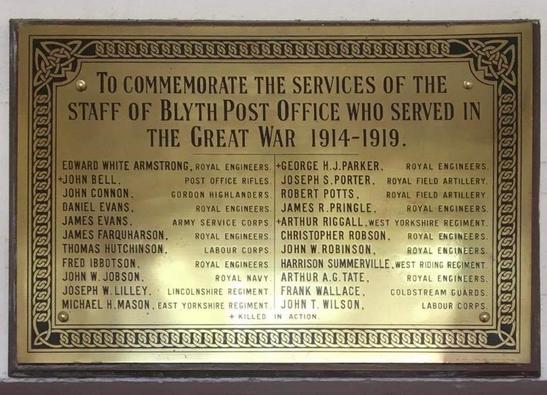 TO COMMEMORATE THE SERVICES OF THE
STAFF OF BLYTH POST OFFICE WHO SERVED IN
THE GREAT WAR 1914-1919.
EDWARD WHITE ARMSTRONG, ROYAL ENGINEERS.
+JOHN BELL, POST OFFICE RIFLES.
JOHN CONNON, GORDON HIGHLANDERS.
DANIEL EVANS, ROYAL ENGINEERS.
JAMES EVANS, ARMY SERVICE CORPS.
JAMES FARQUHARSON, ROYAL ENGINEERS.
THOMAS HUTCHINSON, LABOUR CORPS.
FRED IBBOTSON, ROYAL ENGINEERS.
JOHN W. JOBSON, ROYAL NAVY.
JOSEPH W. LILLEY, LINCOLNSHIRE REGIMENT.
MICHAEL H. MASON, EAST YORKSHIRE REGIMENT.
+GEORGE H.J. PARKER, ROYAL ENGINEERS.
JOSEPH S. PORTER, ROYAL FIELD ARTILLERY.
ROBERT POTTS, ROYAL FIELD ARTILLERY.
JAMES R. PRINGLE, ROYAL ENGINEERS.
+ARTHUR RIGGALL, WEST YORKSHIRE REGIMENT.
CHRISTOPHER ROBSON, ROYAL ENGINEERS.
JOHN W. ROBINSON, ROYAL ENGINEERS.
HARRISON SUMMERVILLE, WEST RIDING REGIMENT.
ARTHUR A.G. TATE, ROYAL ENGINEERS.
FRANK WALLACE, COLDSTREAM GUARDS.
JOHN T. WILSON, LABOUR CORPS.
+ KILLED IN ACTION.